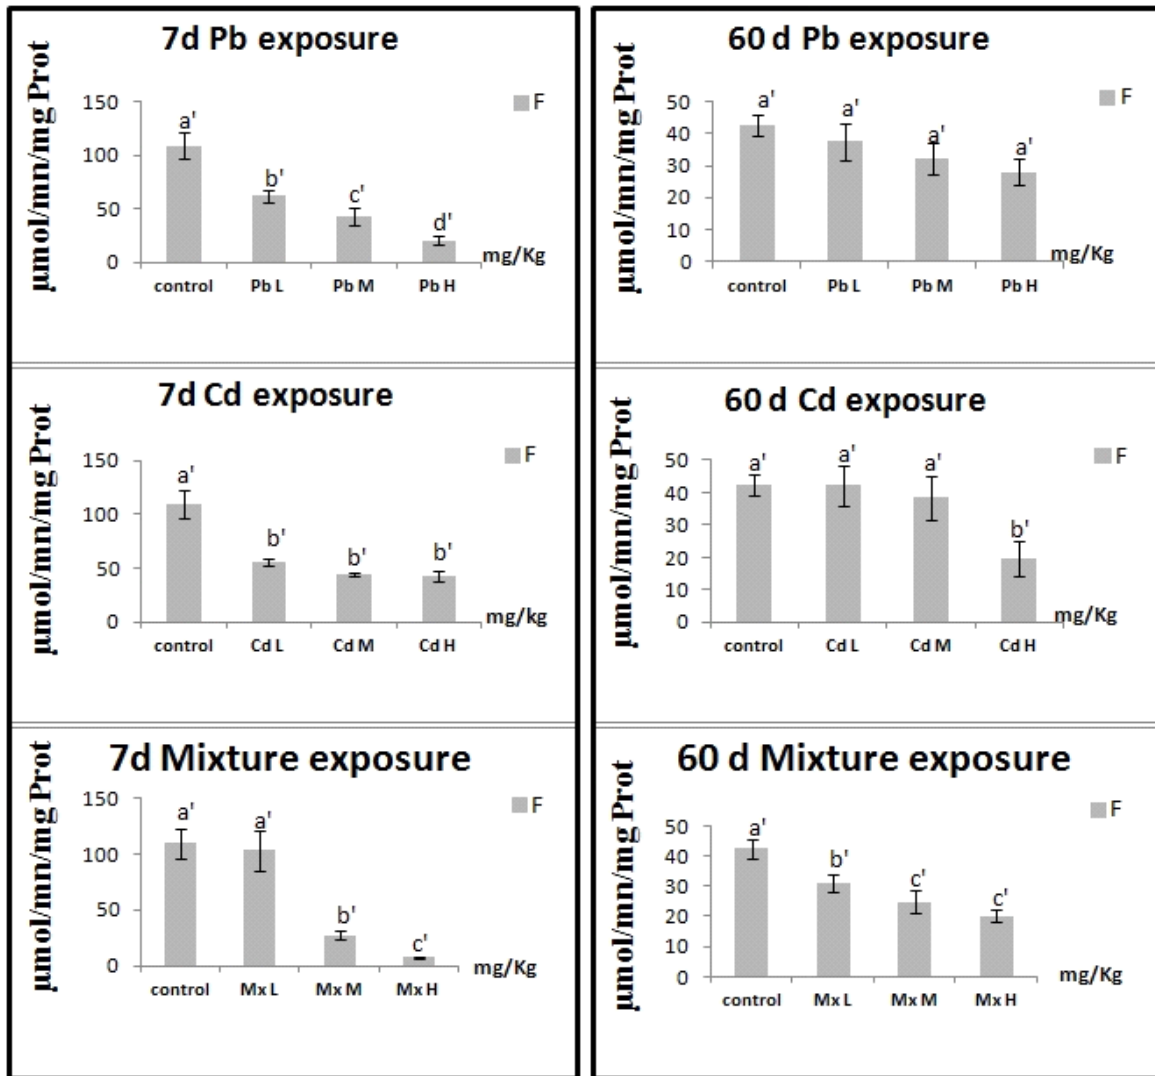 7d Pb exposure
µmol/mn/mg Prot
150
100
50
0
F
a'
b'
c'
d'
mg/Kg
control
Pb L
Pb M
Pb H
60 d Pb exposure
µmol/mn/mg Prot
50
40
30
20
10
0
F
a'
a'
a'
a'
mg/Kg
control
Pb L
Pb M
Pb H
7d Cd exposure
µmol/mn/mg Prot
150
100
50
0
F
a'
b'
b'
b'
mg/kg
control
Cd L
Cd M
Cd H
60 d Cd exposure
µmol/mn/mg Prot
50
40
30
20
10
0
F
a'
a'
a'
b'
mg/Kg
control
Cd L
Cd M
Cd H
7d Mixture exposure
µmol/mn/mg Prot
150
100
50
0
F
a'
a'
b'
c'
mg/Kg
control
Mx L
Mx M
Mx H
60 d Mixture exposure
µmol/mn/mg Prot
50
40
30
20
10
0
F
a'
b'
c'
c'
mg/Kg
control
Mx L
Mx M
Mx H